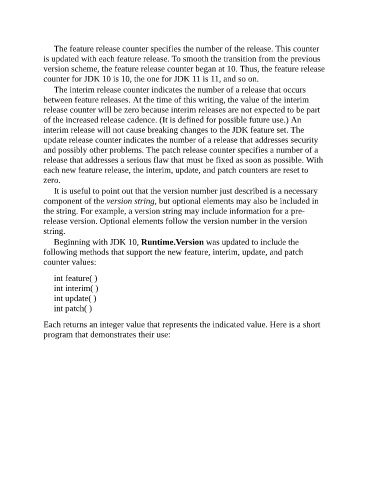 The feature release counter specifies the number of the release. This counter
is updated with each feature release. To smooth the transition from the previous
version scheme, the feature release counter began at 10. Thus, the feature release
counter for JDK 10 is 10, the one for JDK 11 is 11, and so on.
The interim release counter indicates the number of a release that occurs
between feature releases. At the time of this writing, the value of the interim
release counter will be zero because interim releases are not expected to be part
of the increased release cadence. (It is defined for possible future use.) An
interim release will not cause breaking changes to the JDK feature set. The
update release counter indicates the number of a release that addresses security
and possibly other problems. The patch release counter specifies a number of a
release that addresses a serious flaw that must be fixed as soon as possible. With
each new feature release, the interim, update, and patch counters are reset to
zero.
It is useful to point out that the version number just described is a necessary
component of the version string, but optional elements may also be included in
the string. For example, a version string may include information for a pre-
release version. Optional elements follow the version number in the version
string.
Beginning with JDK 10, Runtime.Version was updated to include the
following methods that support the new feature, interim, update, and patch
counter values:
int feature( )
int interim( )
int update( )
int patch( )
Each returns an integer value that represents the indicated value. Here is a short
program that demonstrates their use: